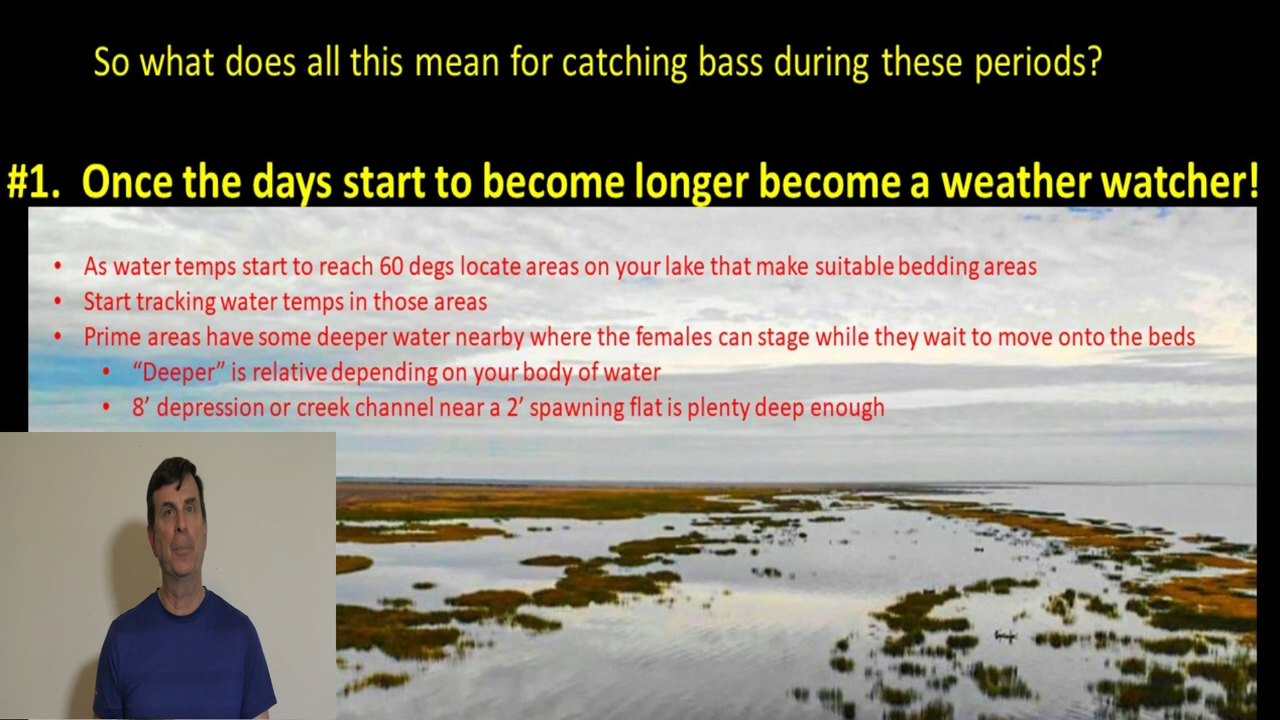 So what does all this mean for catching bass during these periods?
#1. Once the days start to become longer become a weather watcher!
• As water temps start to reach 60 degs locate areas on your lake that make suitable bedding areas
• Start tracking water temps in those areas
• Prime areas have some deeper water nearby where the females can stage while they wait to move onto the beds
• “Deeper” is relative depending on your body of water
• 8’ depression or creek channel near a 2’ spawning flat is plenty deep enough